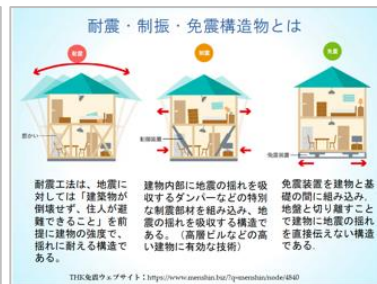 耐震・制振・免震構造物とは
耐震
制震
免震
筋かい
制震装置
免震装置
耐震工法は、地震に
対しては「建築物が
倒壊せず、住人が避
難できること」を前
提に建物の強度で、
揺れに耐える構造で
ある。
建物内部に地震の揺れを吸
収するダンパーなどの特別
な制震部材を組み込み、地
震の揺れを吸収する構造で
ある。（高層ビルなどの高
い建物に有効な技術）
免震装置を建物と基
礎の間に組み込み、
地盤と切り離すこと
で建物に地震の揺れ
を直接伝えない構造
である.
THK免震ウェブサイト：https://www.menshin.biz/?q=menshin/node/4840